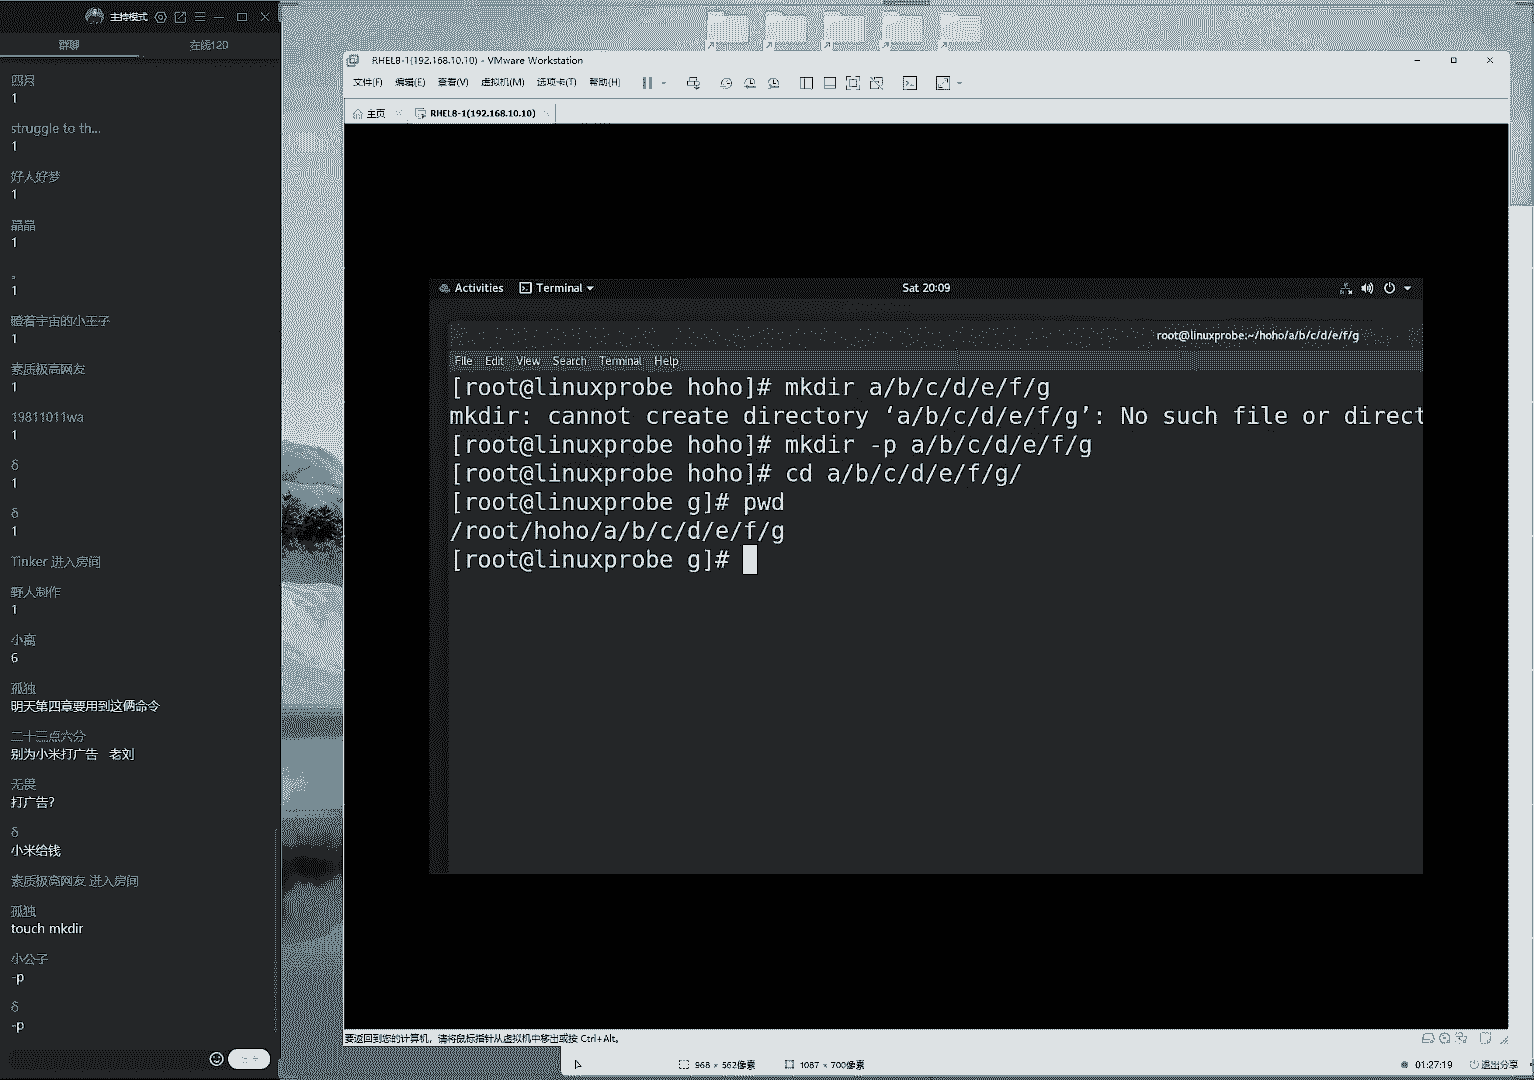 主持模式
群聊
在线120
四只
1
struggle to th...
1
好人好梦
1
晶晶
1
。
1
瞻着宇宙的小王子
1
素质极高网友
1
19811011wa
1
δ
1
δ
1
Tinker 进入房间
野人制作
1
小离
6
孤独
明天第四章要用到这俩命令
二十三点六分
别为小米打广告 老刘
无畏
打广告?
δ
小米给钱
素质极高网友 进入房间
孤独
touch mkdir
小公子
-p
δ
-p
RHEL8-1(192.168.10.10) - VMware Workstation
文件(F) 编辑(E) 查看(V) 虚拟机(M) 选项卡(T) 帮助(H)
主页
RHEL8-1(192.168.10.10)
Activities
Terminal
Sat 20:09
root@linuxprobe:~/hoho/a/b/c/d/e/f/g
File Edit View Search Terminal Help
[root@linuxprobe hoho]# mkdir a/b/c/d/e/f/g
mkdir: cannot create directory ‘a/b/c/d/e/f/g’: No such file or direct
[root@linuxprobe hoho]# mkdir -p a/b/c/d/e/f/g
[root@linuxprobe hoho]# cd a/b/c/d/e/f/g/
[root@linuxprobe g]# pwd
/root/hoho/a/b/c/d/e/f/g
[root@linuxprobe g]#
要返回到您的计算机，请将鼠标指针从虚拟机中移出或按 Ctrl+Alt。
968 × 562像素
1087 × 700像素
01:27:19
退出分享